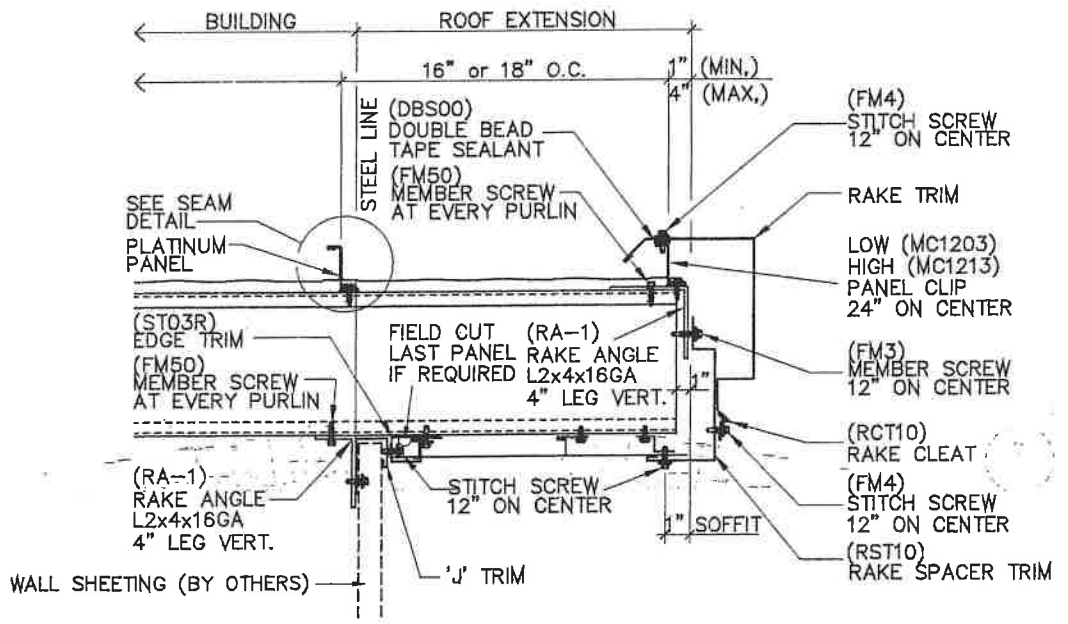 BUILDING
ROOF EXTENSION
16" or 18" O.C.
1" (MIN,)
4" (MAX,)
STEEL LINE
(DBS00)
DOUBLE BEAD
TAPE SEALANT
(FM50)
MEMBER SCREW
AT EVERY PURLIN
(FM4)
STITCH SCREW
12" ON CENTER
RAKE TRIM
SEE SEAM
DETAIL
PLATINUM
PANEL
LOW (MC1203)
HIGH (MC1213)
PANEL CLIP
24" ON CENTER
(ST03R)
EDGE TRIM
(FM50)
MEMBER SCREW
AT EVERY PURLIN
FIELD CUT
LAST PANEL
IF REQUIRED
(RA-1)
RAKE ANGLE
L2x4x16GA
4" LEG VERT.
1"
(FM3)
MEMBER SCREW
12" ON CENTER
(RCT10)
RAKE CLEAT
(RA-1)
RAKE ANGLE
L2x4x16GA
4" LEG VERT.
STITCH SCREW
12" ON CENTER
1" SOFFIT
(FM4)
STITCH SCREW
12" ON CENTER
(RST10)
RAKE SPACER TRIM
WALL SHEETING (BY OTHERS)
'J' TRIM